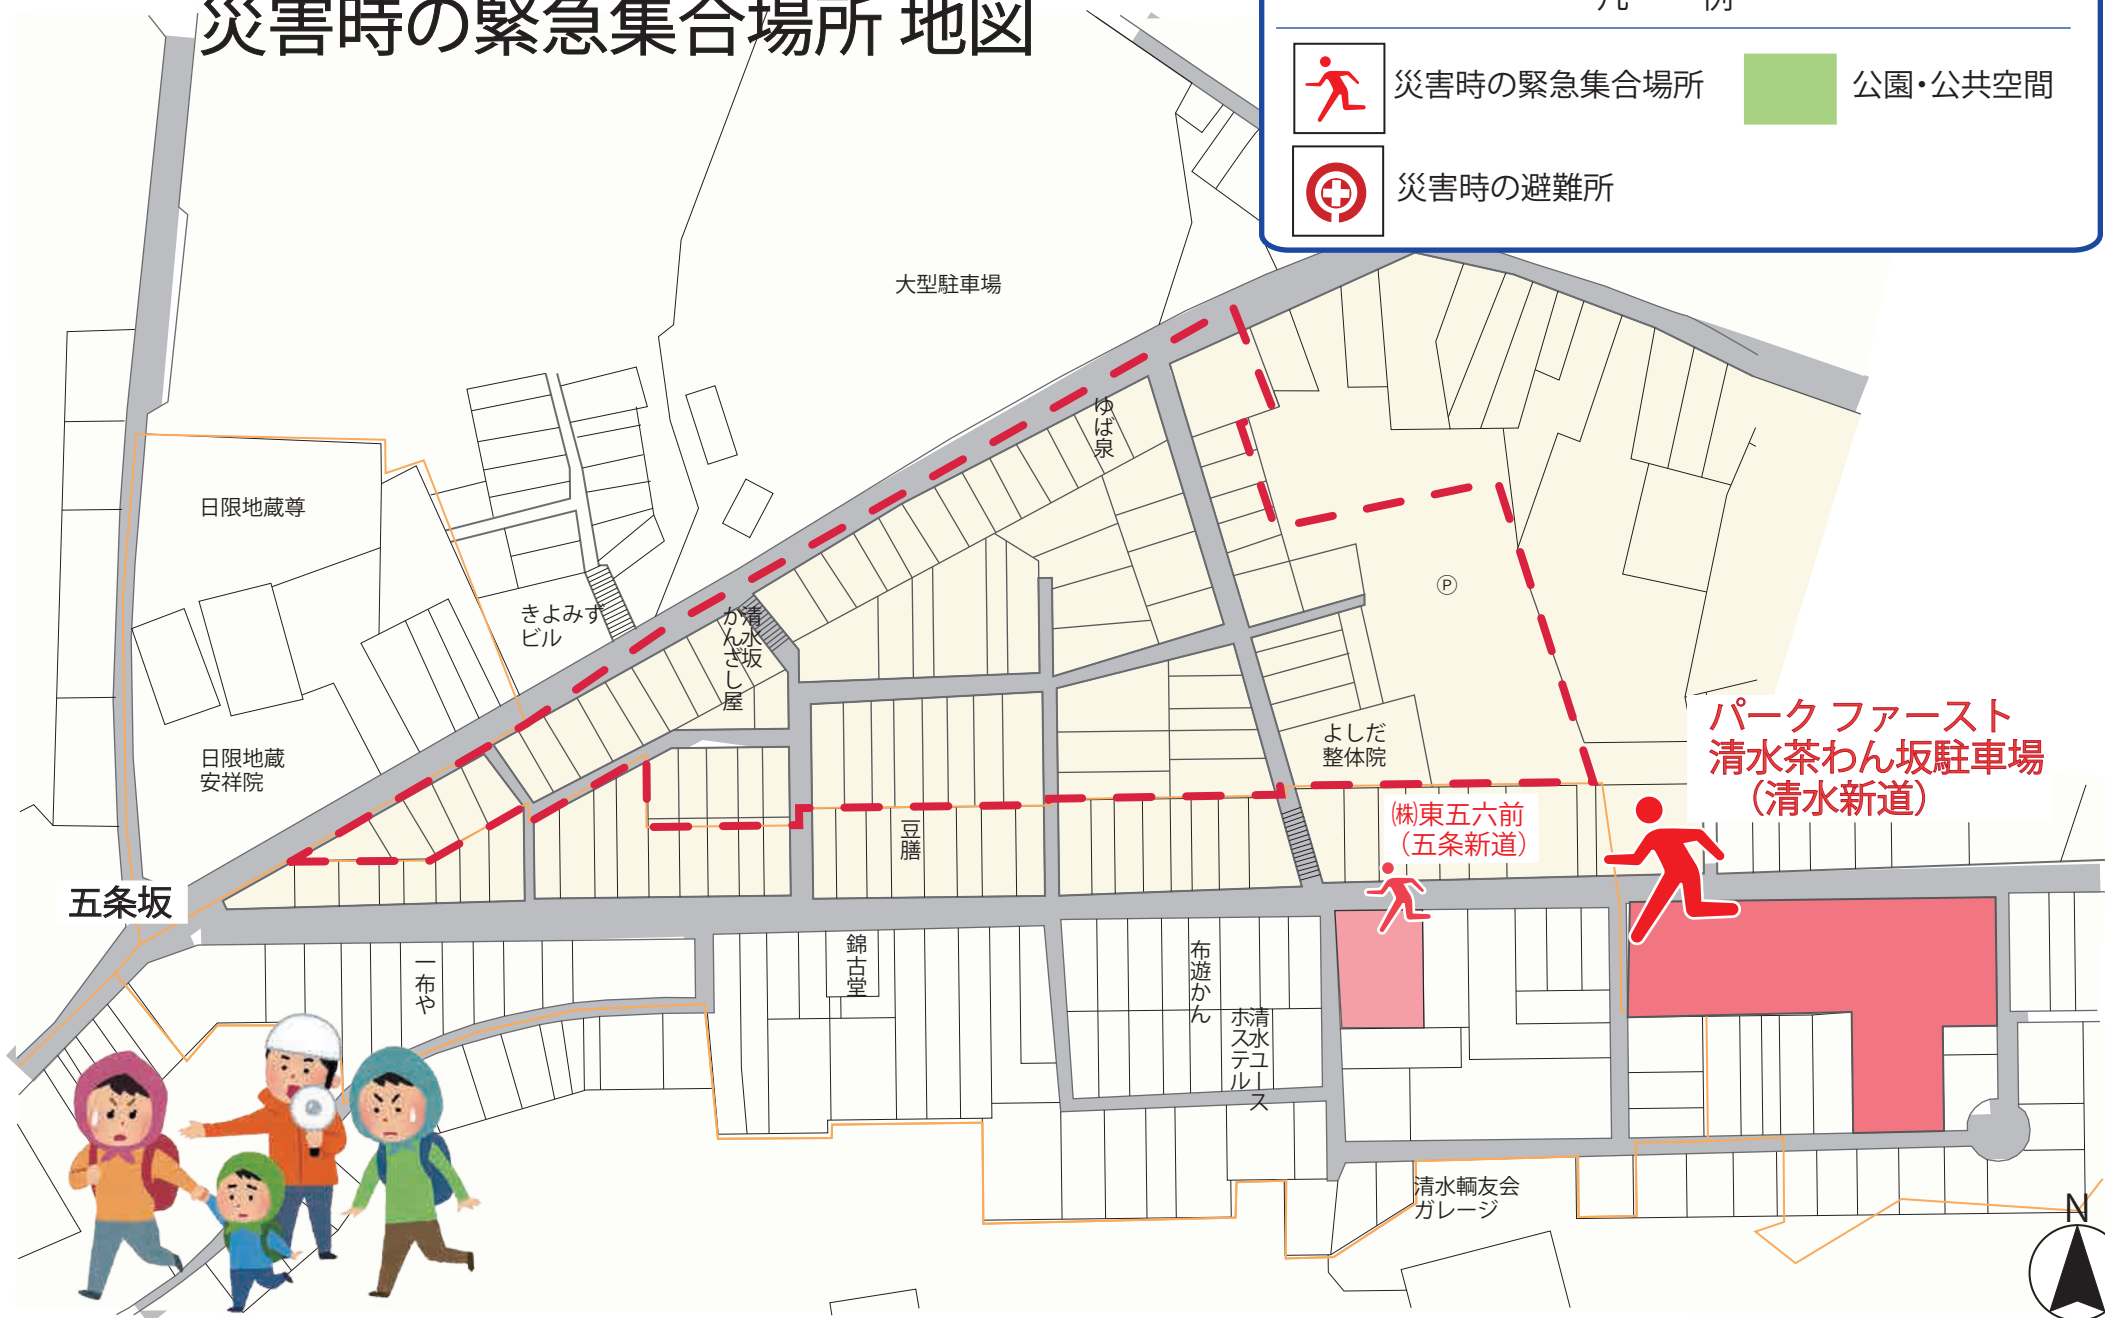 災害時の緊急集合場所 地図
凡 例
災害時の緊急集合場所
公園・公共空間
災害時の避難所
大型駐車場
ゆば泉
日限地蔵尊
きよみず
ビル
清水坂
かんざし屋
Ⓟ
日限地蔵
安祥院
よしだ
整体院
パーク ファースト
清水茶わん坂駐車場
(清水新道)
㈱東五六前
(五条新道)
豆膳
五条坂
一布や
錦古堂
布遊かん
清水ユース
ホステル
清水輌友会
ガレージ
N